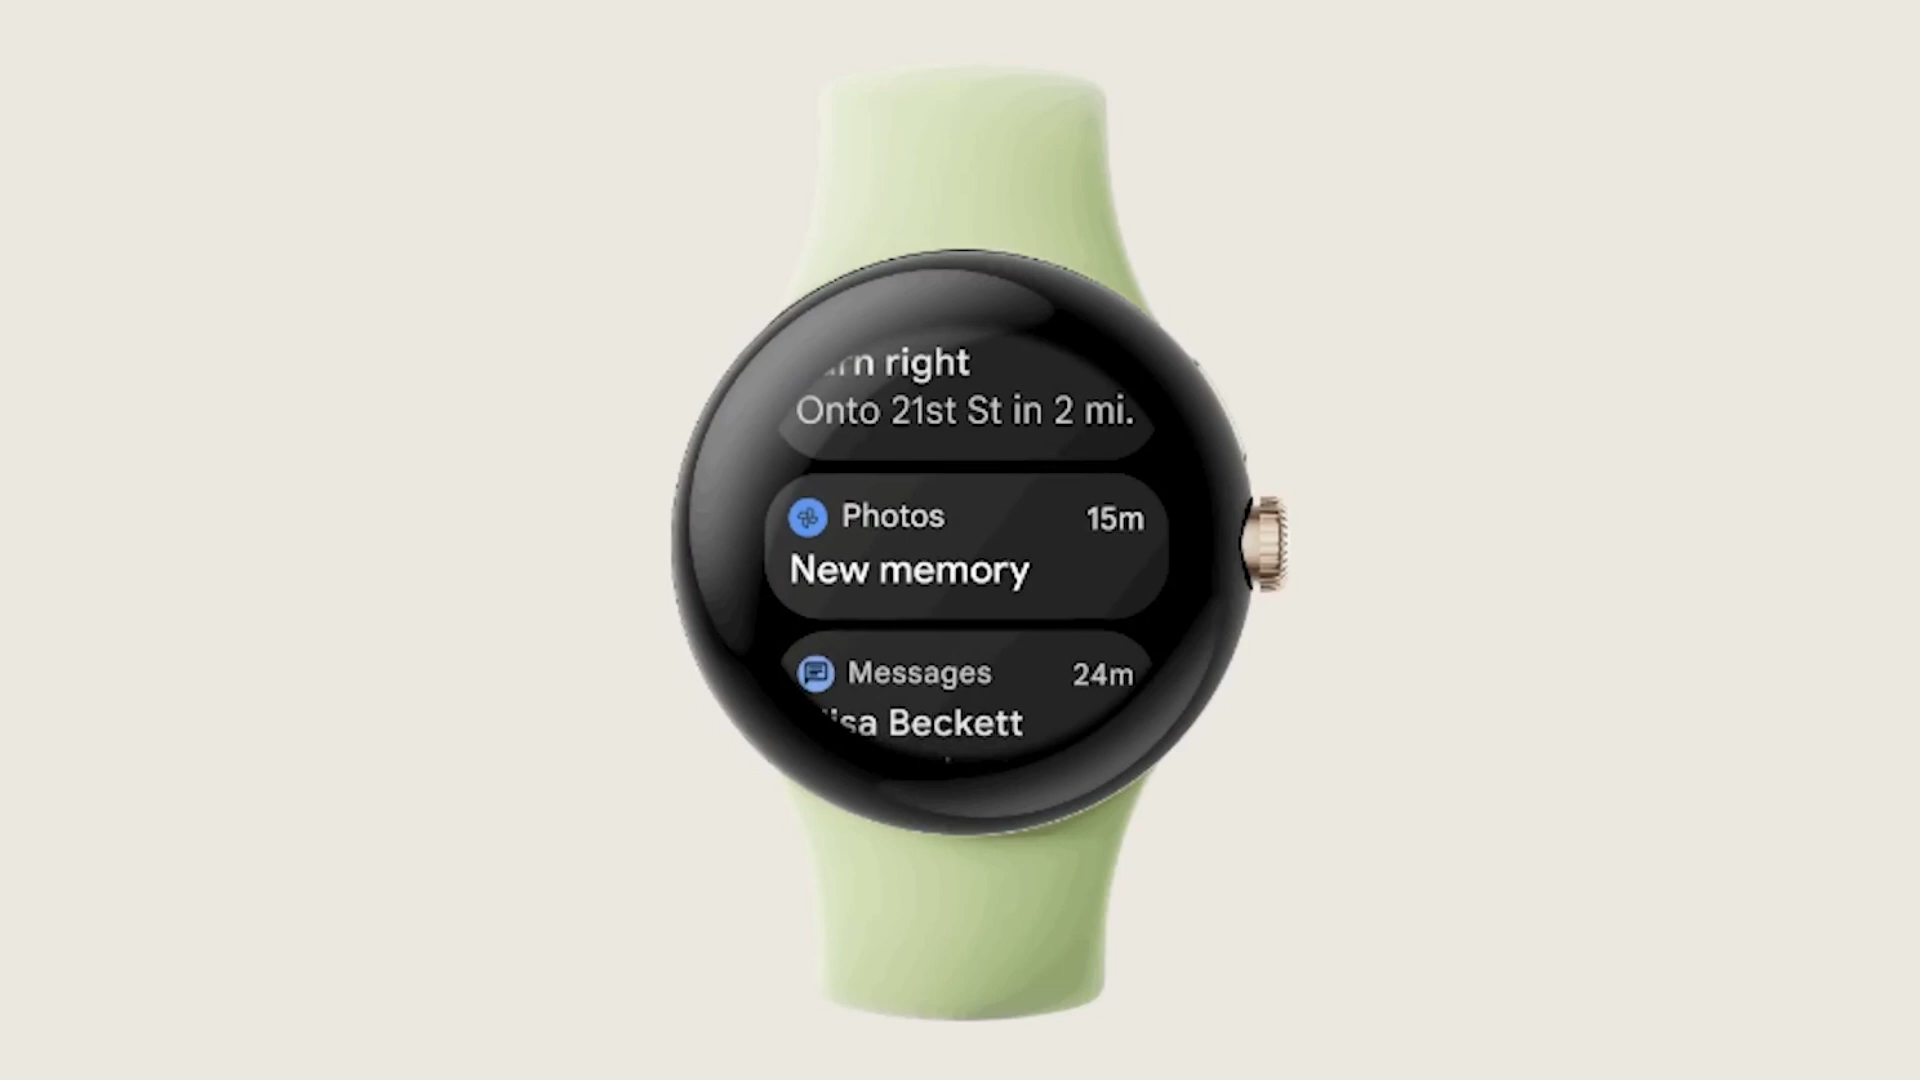 right
Onto 21st St in 2 mi.
Photos 15m
New memory
Messages 24m
Beckett